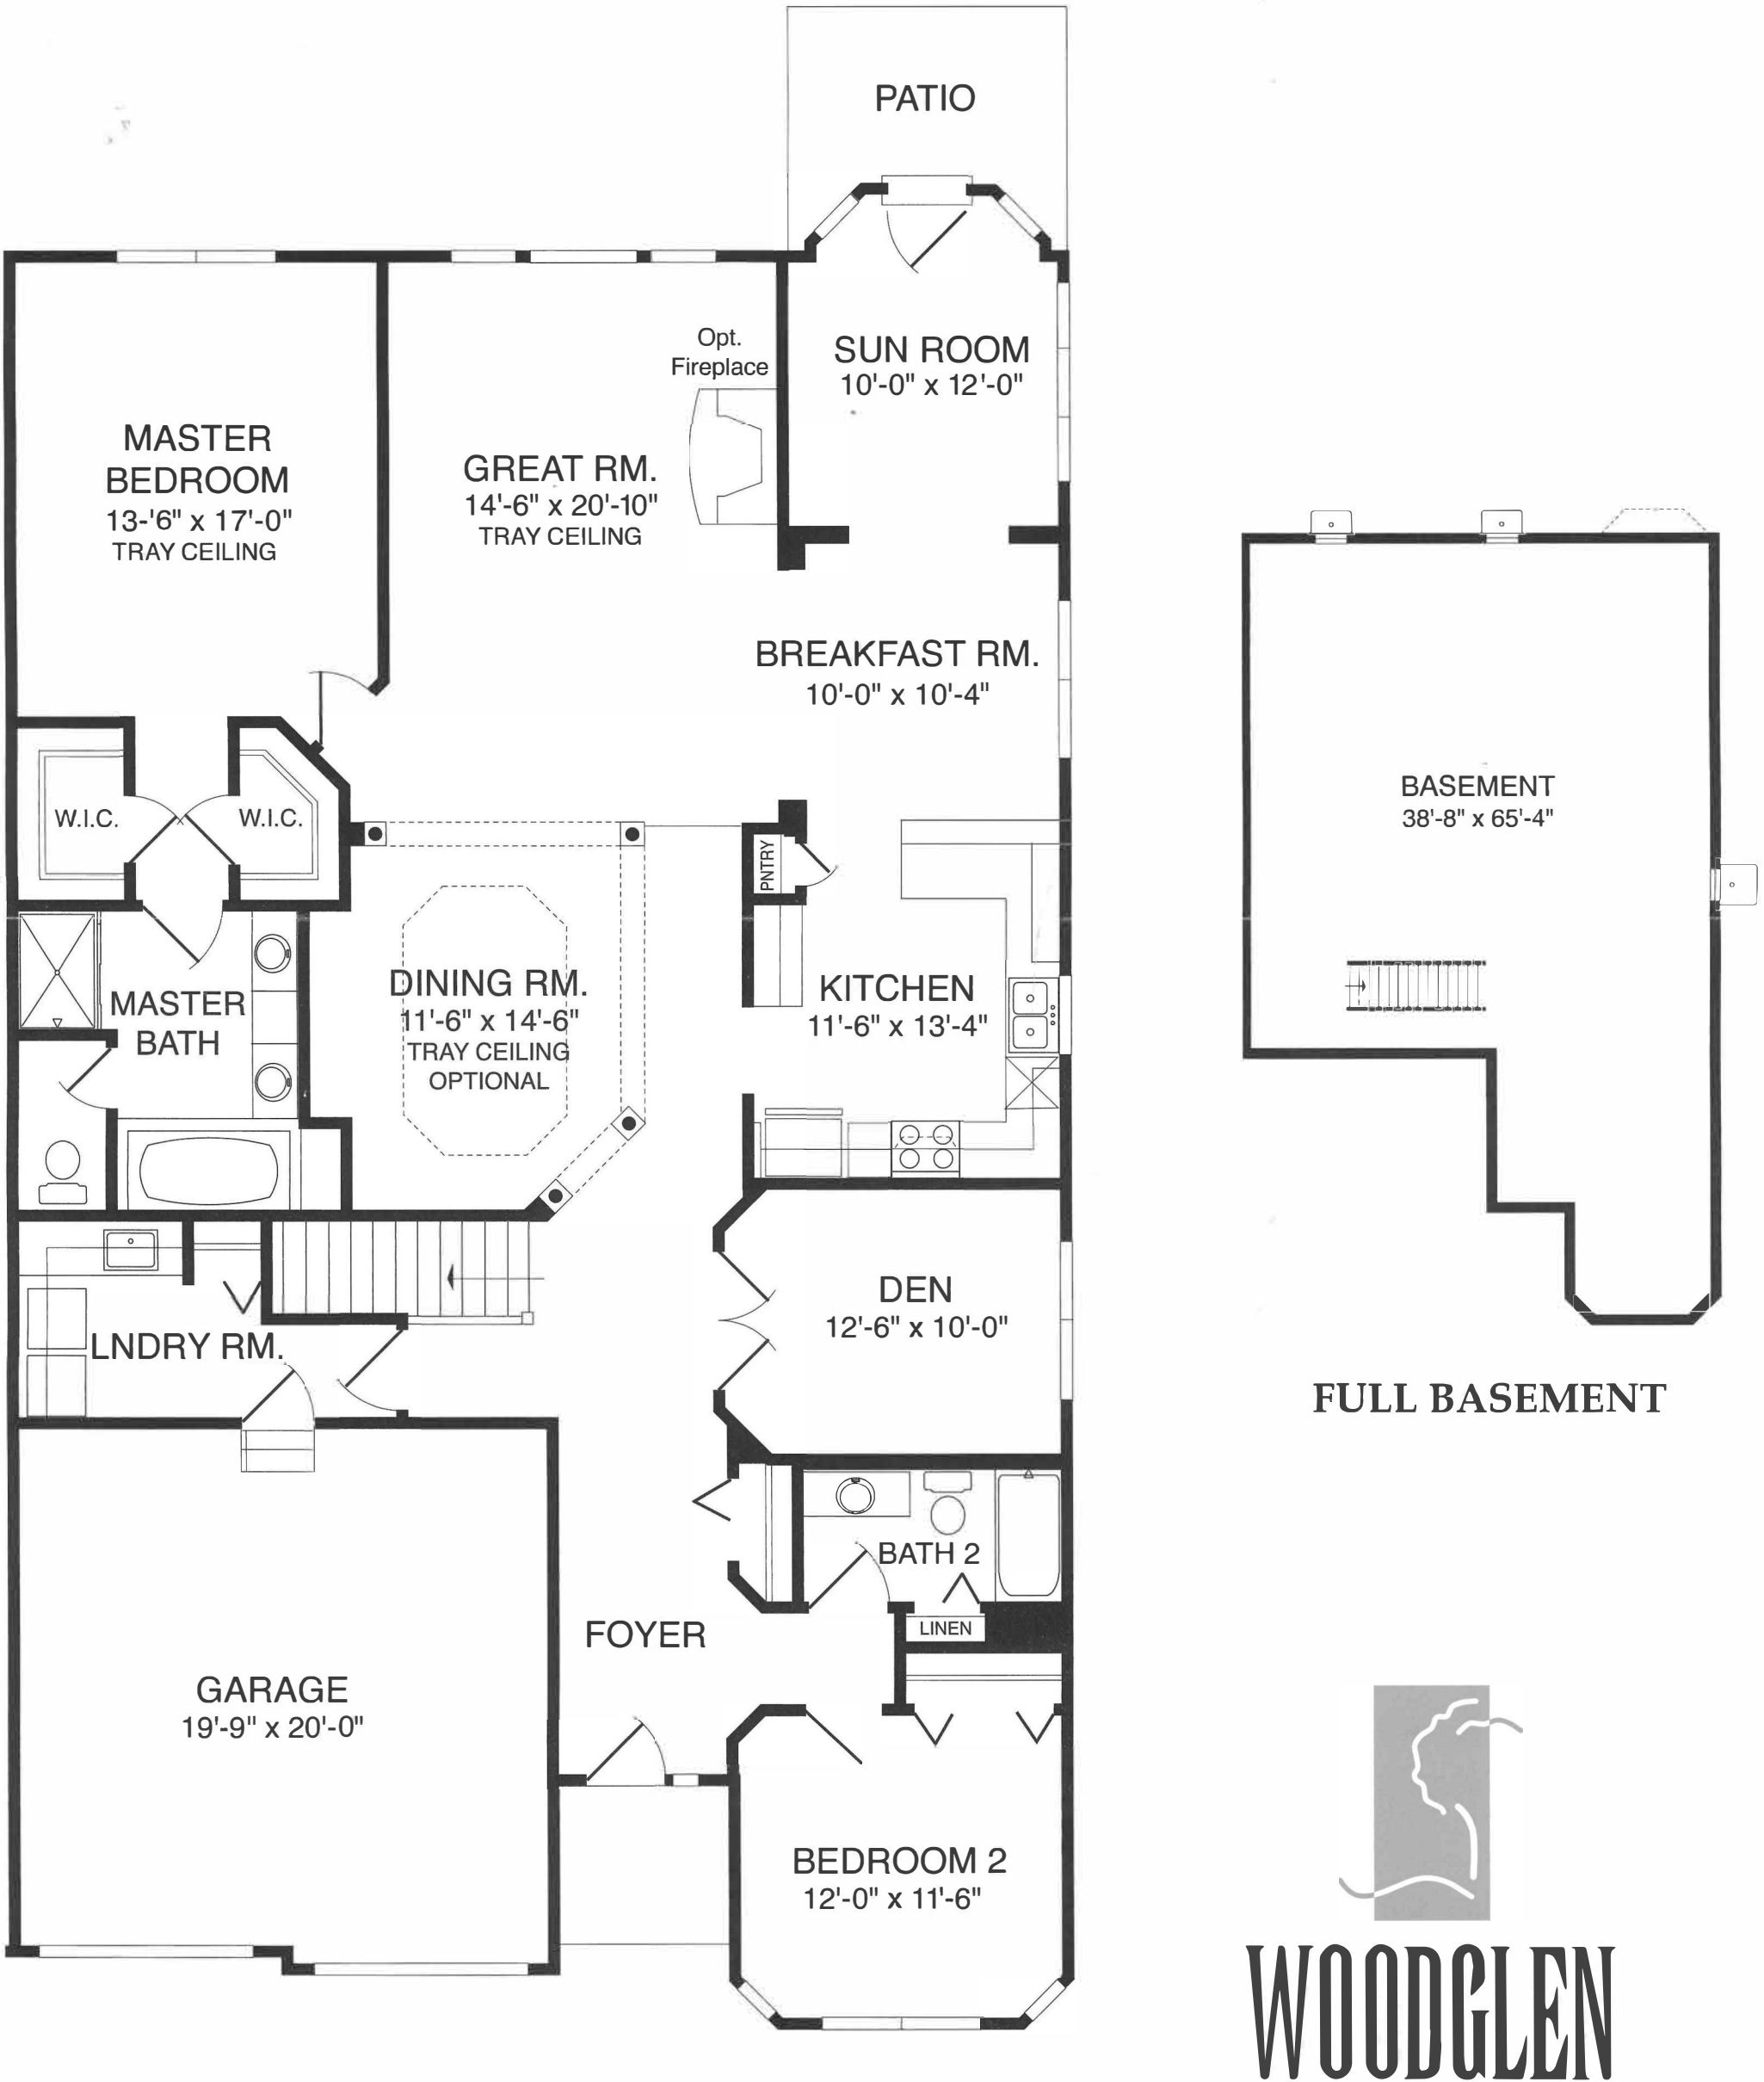 PATIO
SUN ROOM
10'-0" x 12'-0"
Opt.
Fireplace
MASTER
BEDROOM
13-'6" x 17'-0"
TRAY CEILING
GREAT RM.
14'-6" x 20'-10"
TRAY CEILING
BREAKFAST RM.
10'-0" x 10'-4"
W.I.C.
W.I.C.
PNTRY
DINING RM.
11'-6" x 14'-6"
TRAY CEILING
OPTIONAL
KITCHEN
11'-6" x 13'-4"
MASTER
BATH
DEN
12'-6" x 10'-0"
LNDRY RM.
BATH 2
LINEN
FOYER
GARAGE
19'-9" x 20'-0"
BEDROOM 2
12'-0" x 11'-6"
BASEMENT
38'-8" x 65'-4"
FULL BASEMENT
WOODGLEN